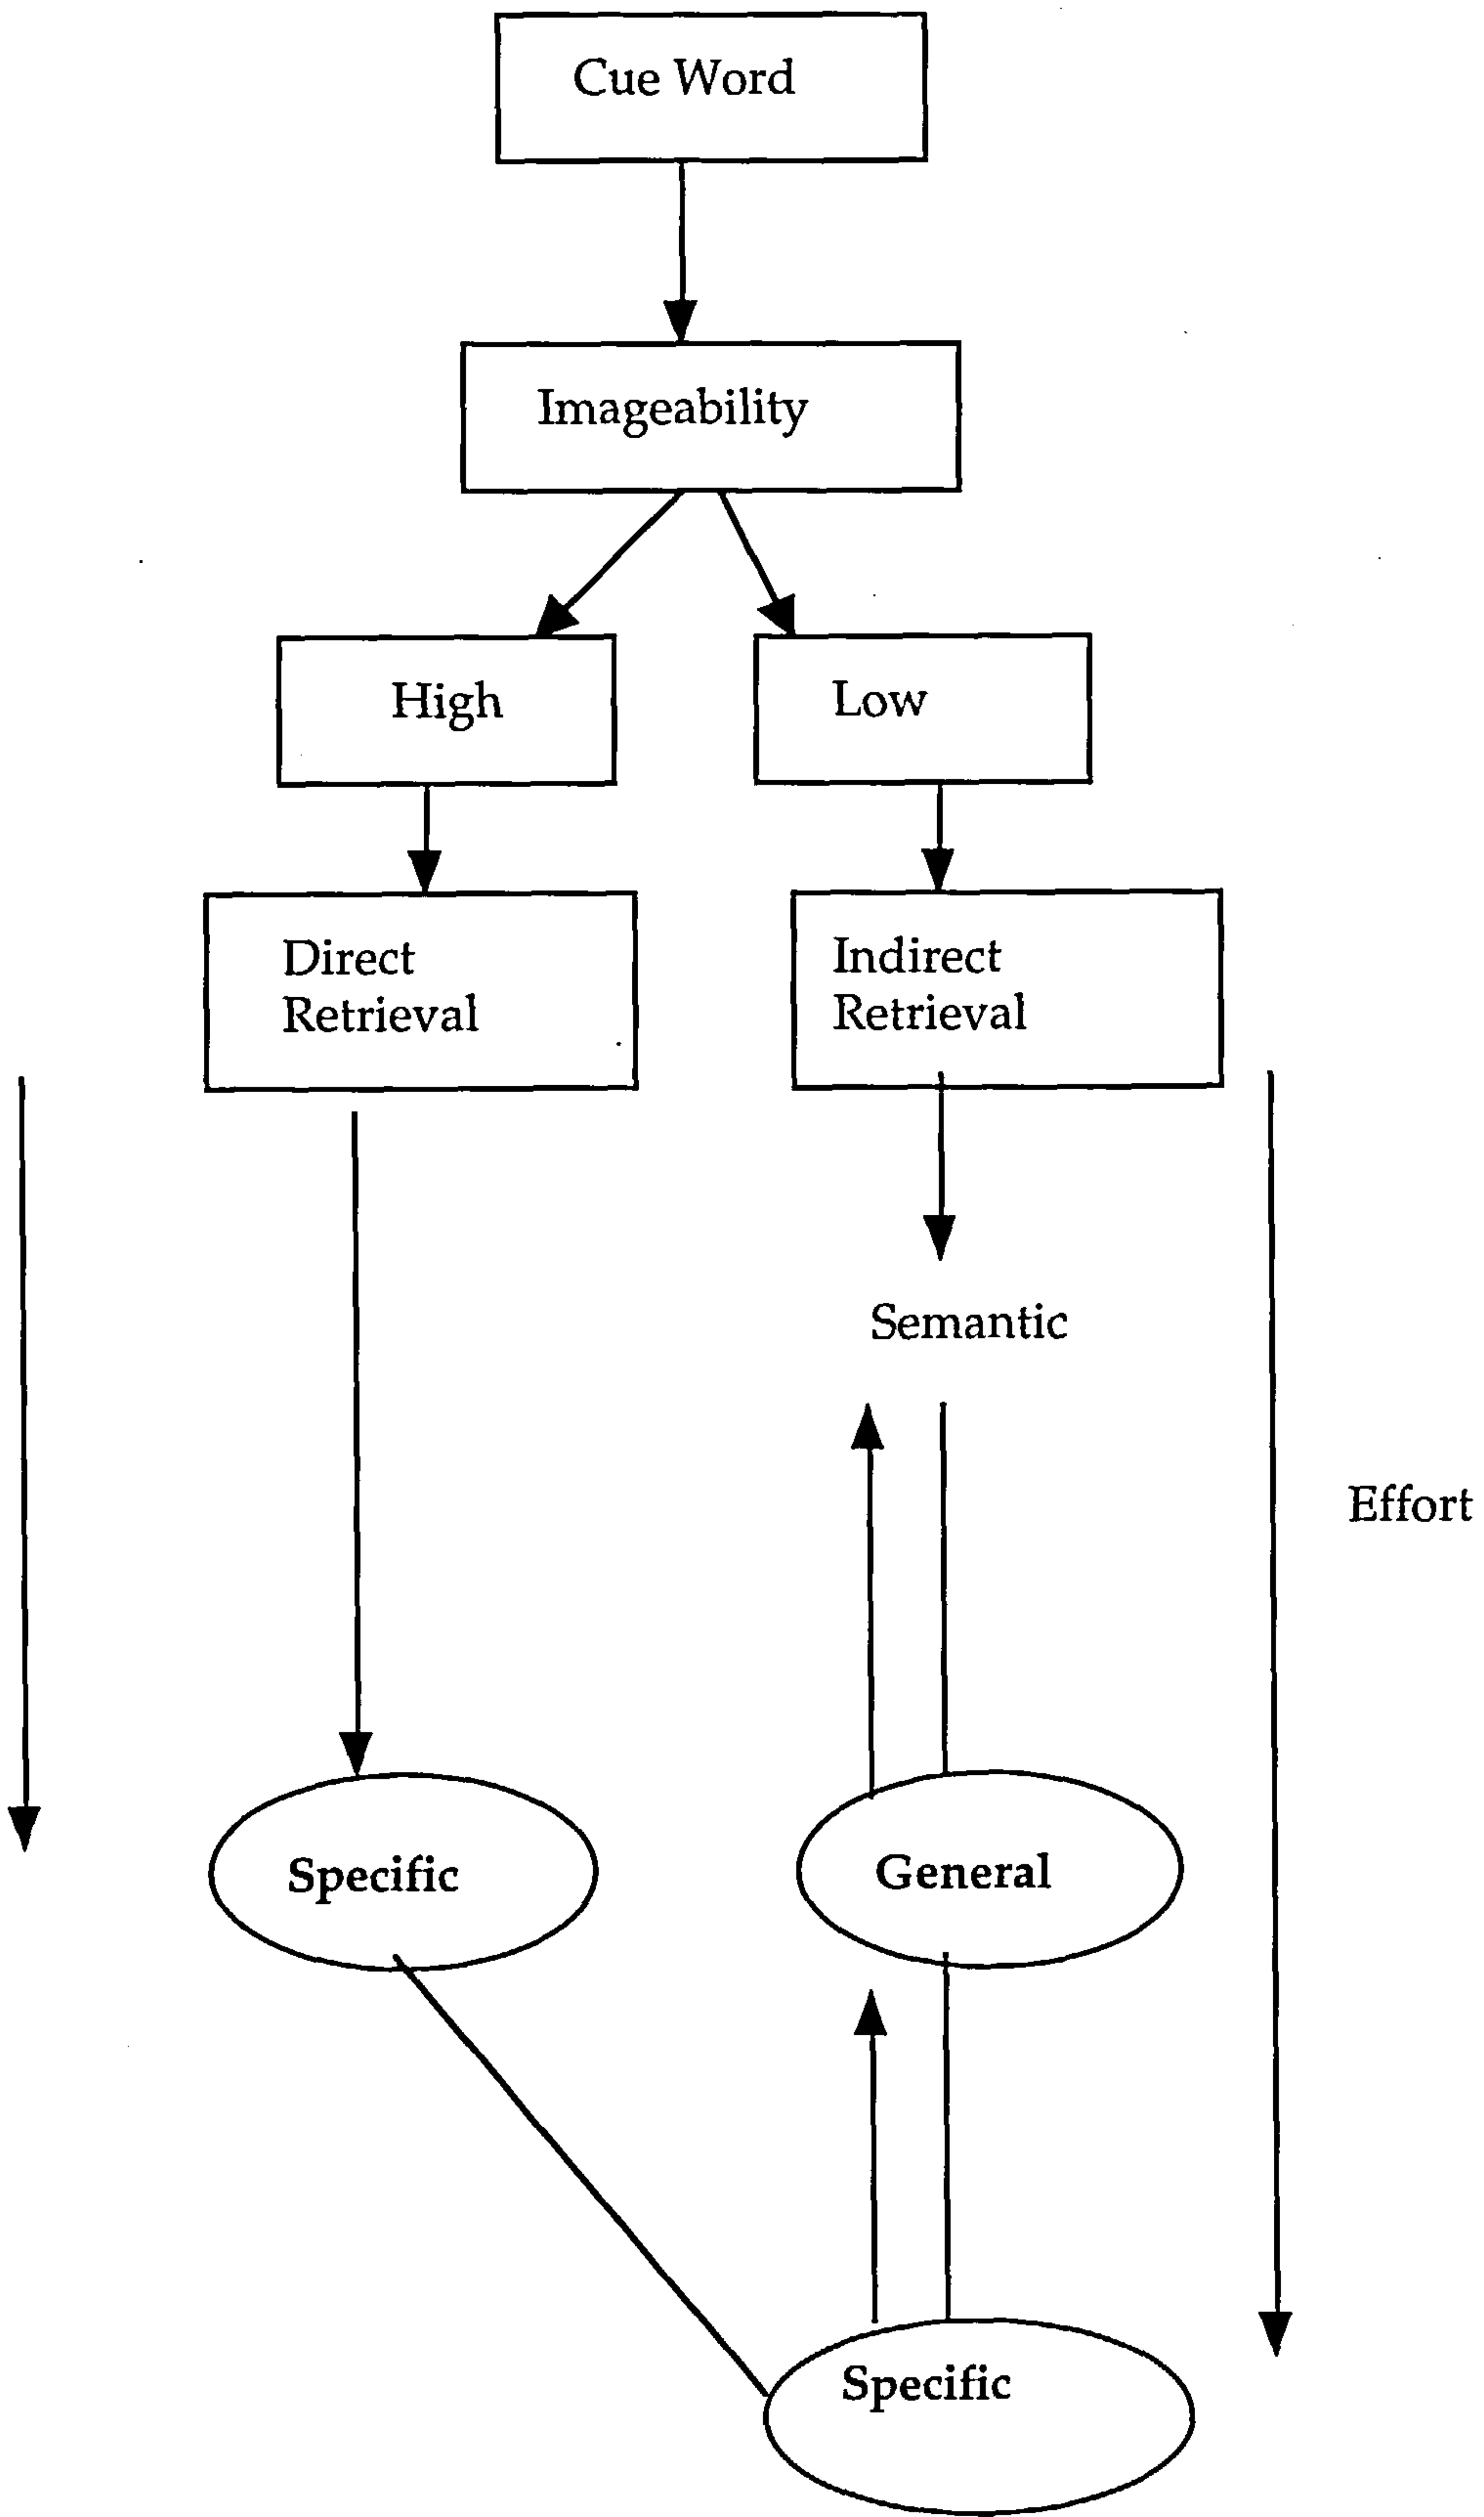 Cue Word
Imageability
High
Low
Direct
Retrieval
Indirect
Retrieval
Semantic
Effort
Specific
General
Specific